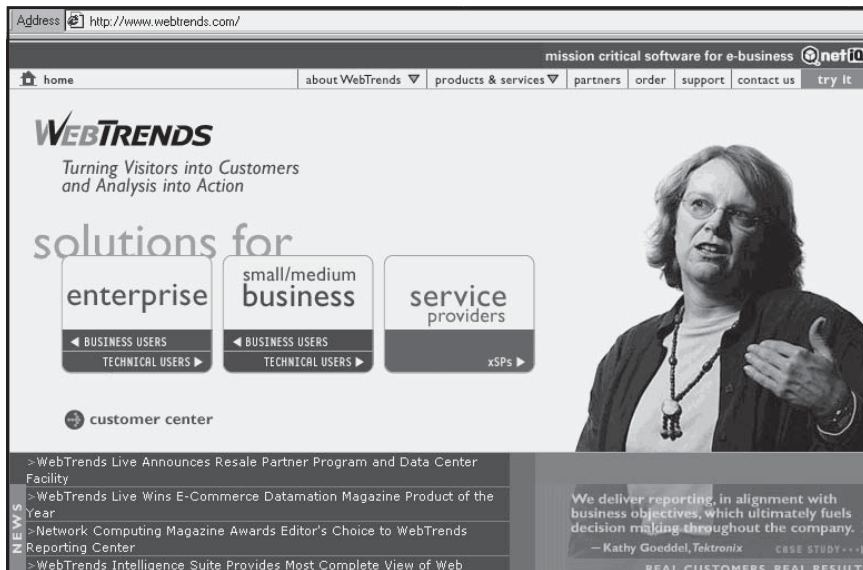 Address http://www.webtrends.com/
mission critical software for e-business netIQ
home about WebTrends products & services partners order support contact us try it
WEBTRENDS
Turning Visitors into Customers
and Analysis into Action
solutions for
enterprise
BUSINESS USERS
TECHNICAL USERS
small/medium
business
BUSINESS USERS
TECHNICAL USERS
service
providers
xSPs
customer center
NEWS
>WebTrends Live Announces Resale Partner Program and Data Center
Facility
>WebTrends Live Wins E-Commerce Datamation Magazine Product of the
Year
>Network Computing Magazine Awards Editor's Choice to WebTrends
Reporting Center
>WebTrends Intelligence Suite Provides Most Complete View of Web
We deliver reporting, in alignment with
business objectives, which ultimately fuels
decision making throughout the company.
— Kathy Goeddel, Tektronix CASE STUDY
REAL CUSTOMERS. REAL RESULT